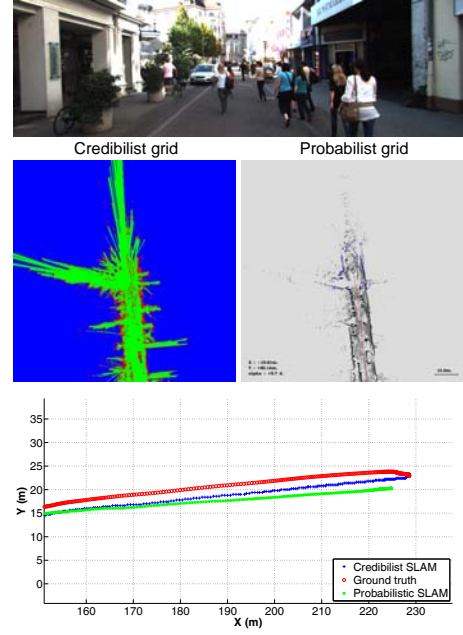 Credibilist grid Probabilist grid
35
30
25
20
15
10
5
0
Y (m)
160 170 180 190 200 210 220 230
X (m)
Credibilist SLAM
Ground truth
Probabilistic SLAM